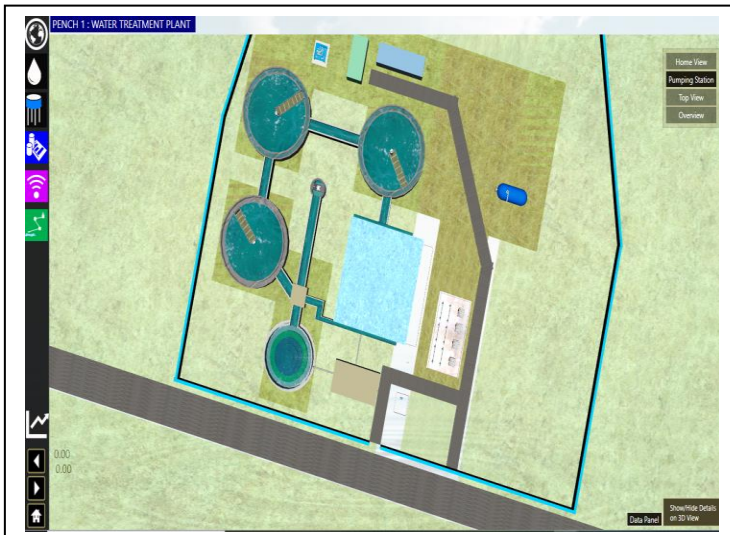 PENCH 1 : WATER TREATMENT PLANT
Home View
Pumping Station
Top View
Overview
0.00
0.00
Data Panel
Show/Hide Details
on 3D View